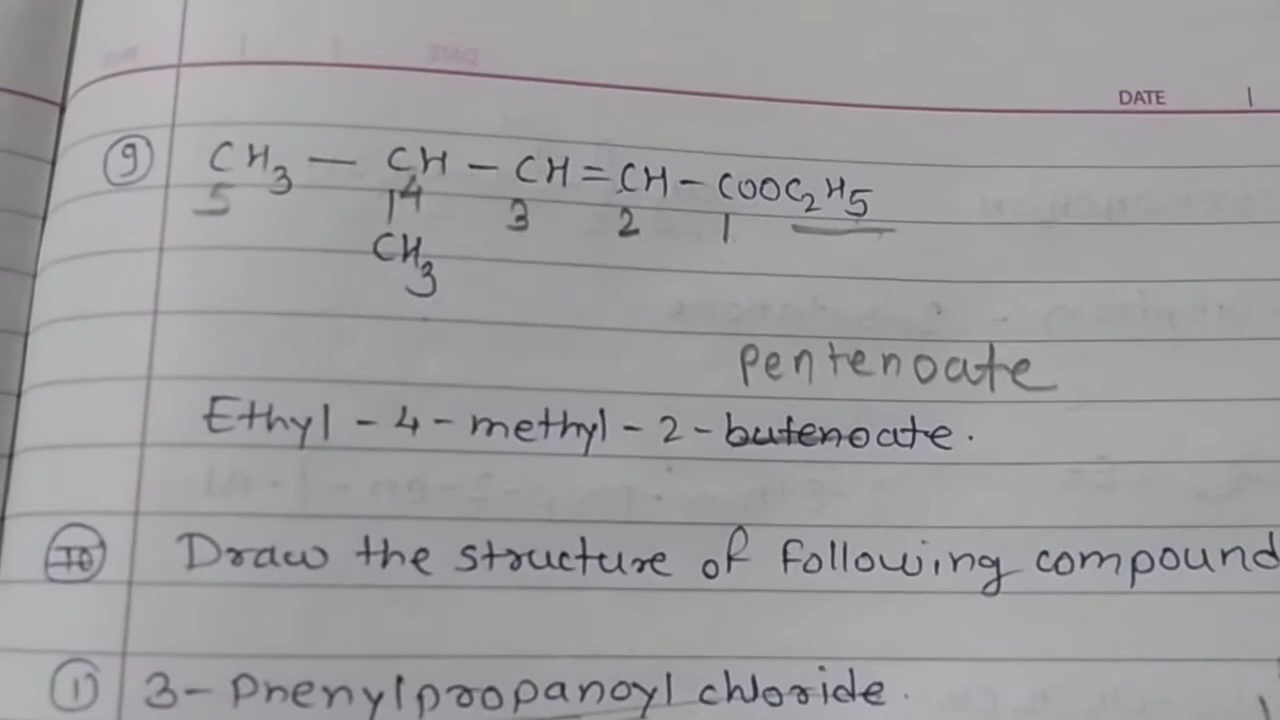 DATE
⑨ CH₃ — CH – CH = CH – COOC₂H₅
5 4 3 2 1
CH₃
pentenoate
Ethyl - 4 - methyl - 2 - butenoate.
⑩ Draw the structure of following compound
① 3 - Phenylpropanoyl chloride.